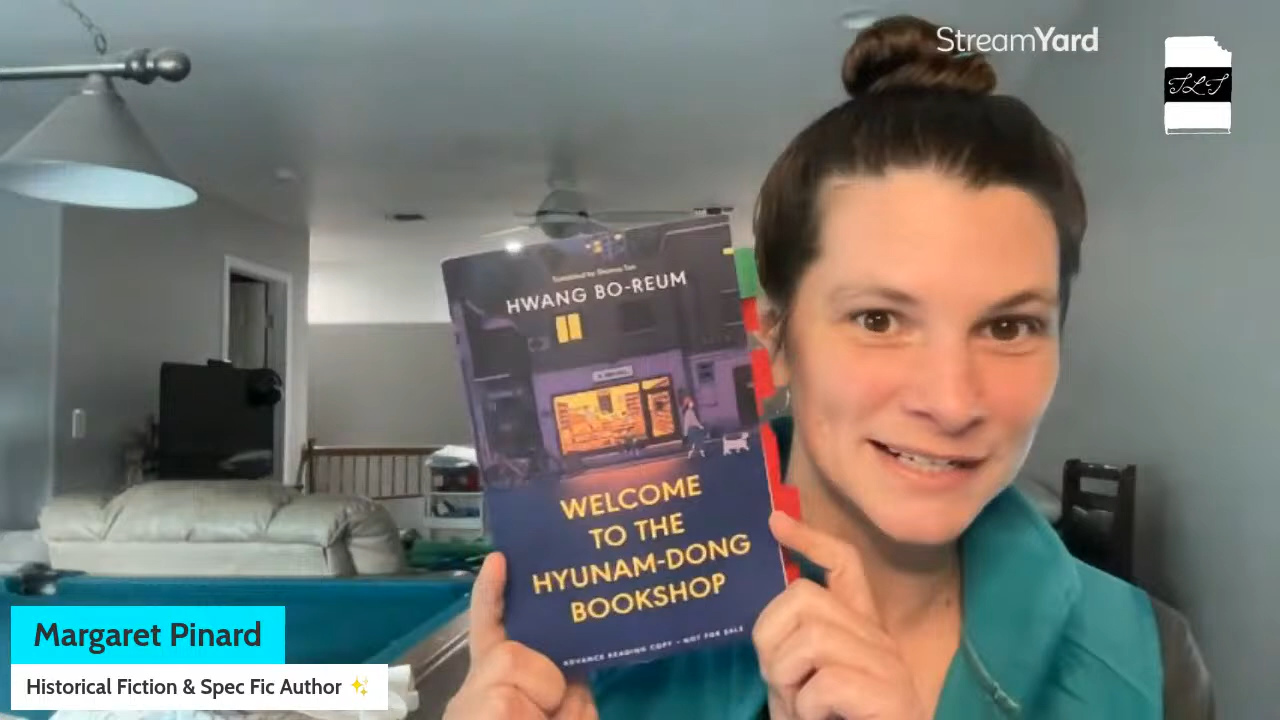 StreamYard
TLT
Translated by Shanna Tan
HWANG BO-REUM
WELCOME
TO THE
HYUNAM-DONG
BOOKSHOP
ADVANCE READING COPY - NOT FOR SALE
Margaret Pinard
Historical Fiction & Spec Fic Author ✨